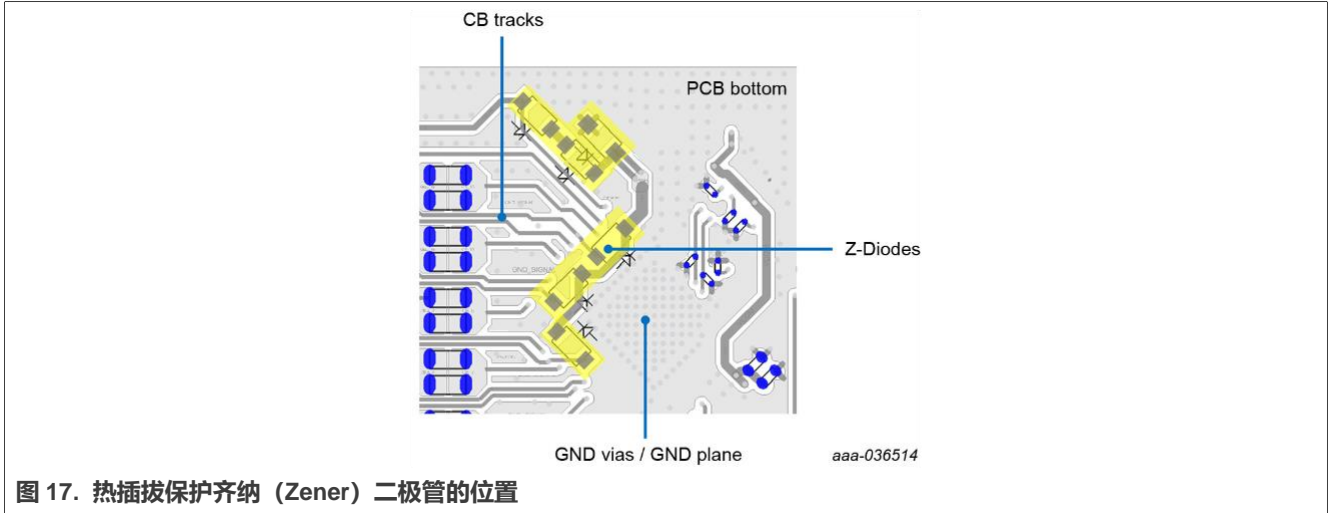 CB tracks
PCB bottom
Z-Diodes
GND vias / GND plane
aaa-036514
图 17. 热插拔保护齐纳（Zener）二极管的位置